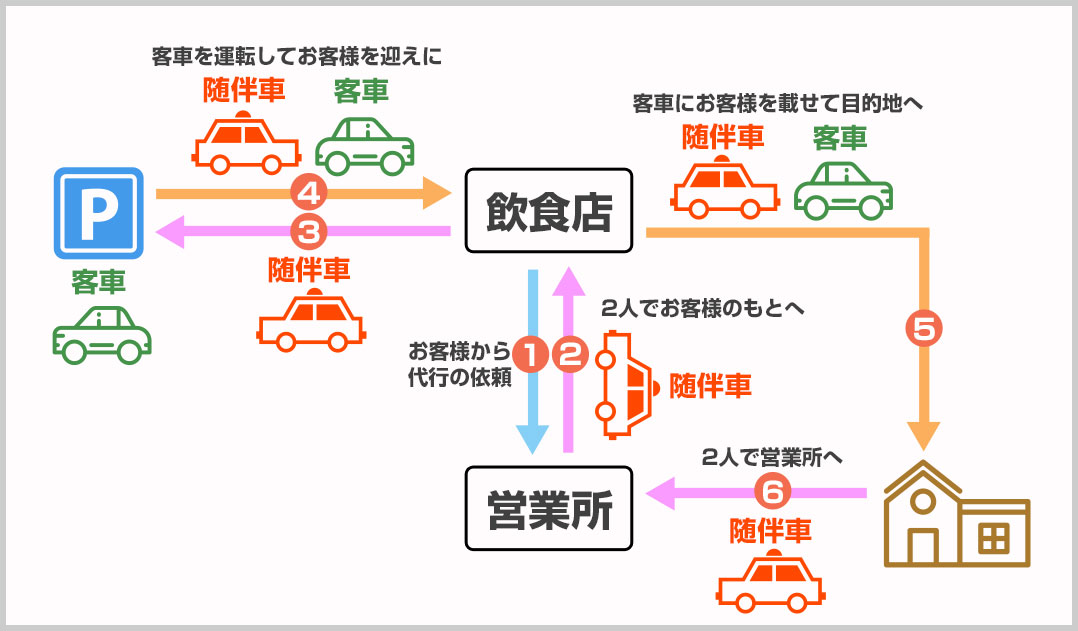 客車を運転してお客様を迎えに
随伴車
客車
客車にお客様を載せて目的地へ
随伴車
客車
P
4
飲食店
3
客車
随伴車
2人でお客様のもとへ
5
お客様から
代行の依頼
1
2
随伴車
2人で営業所へ
営業所
6
随伴車